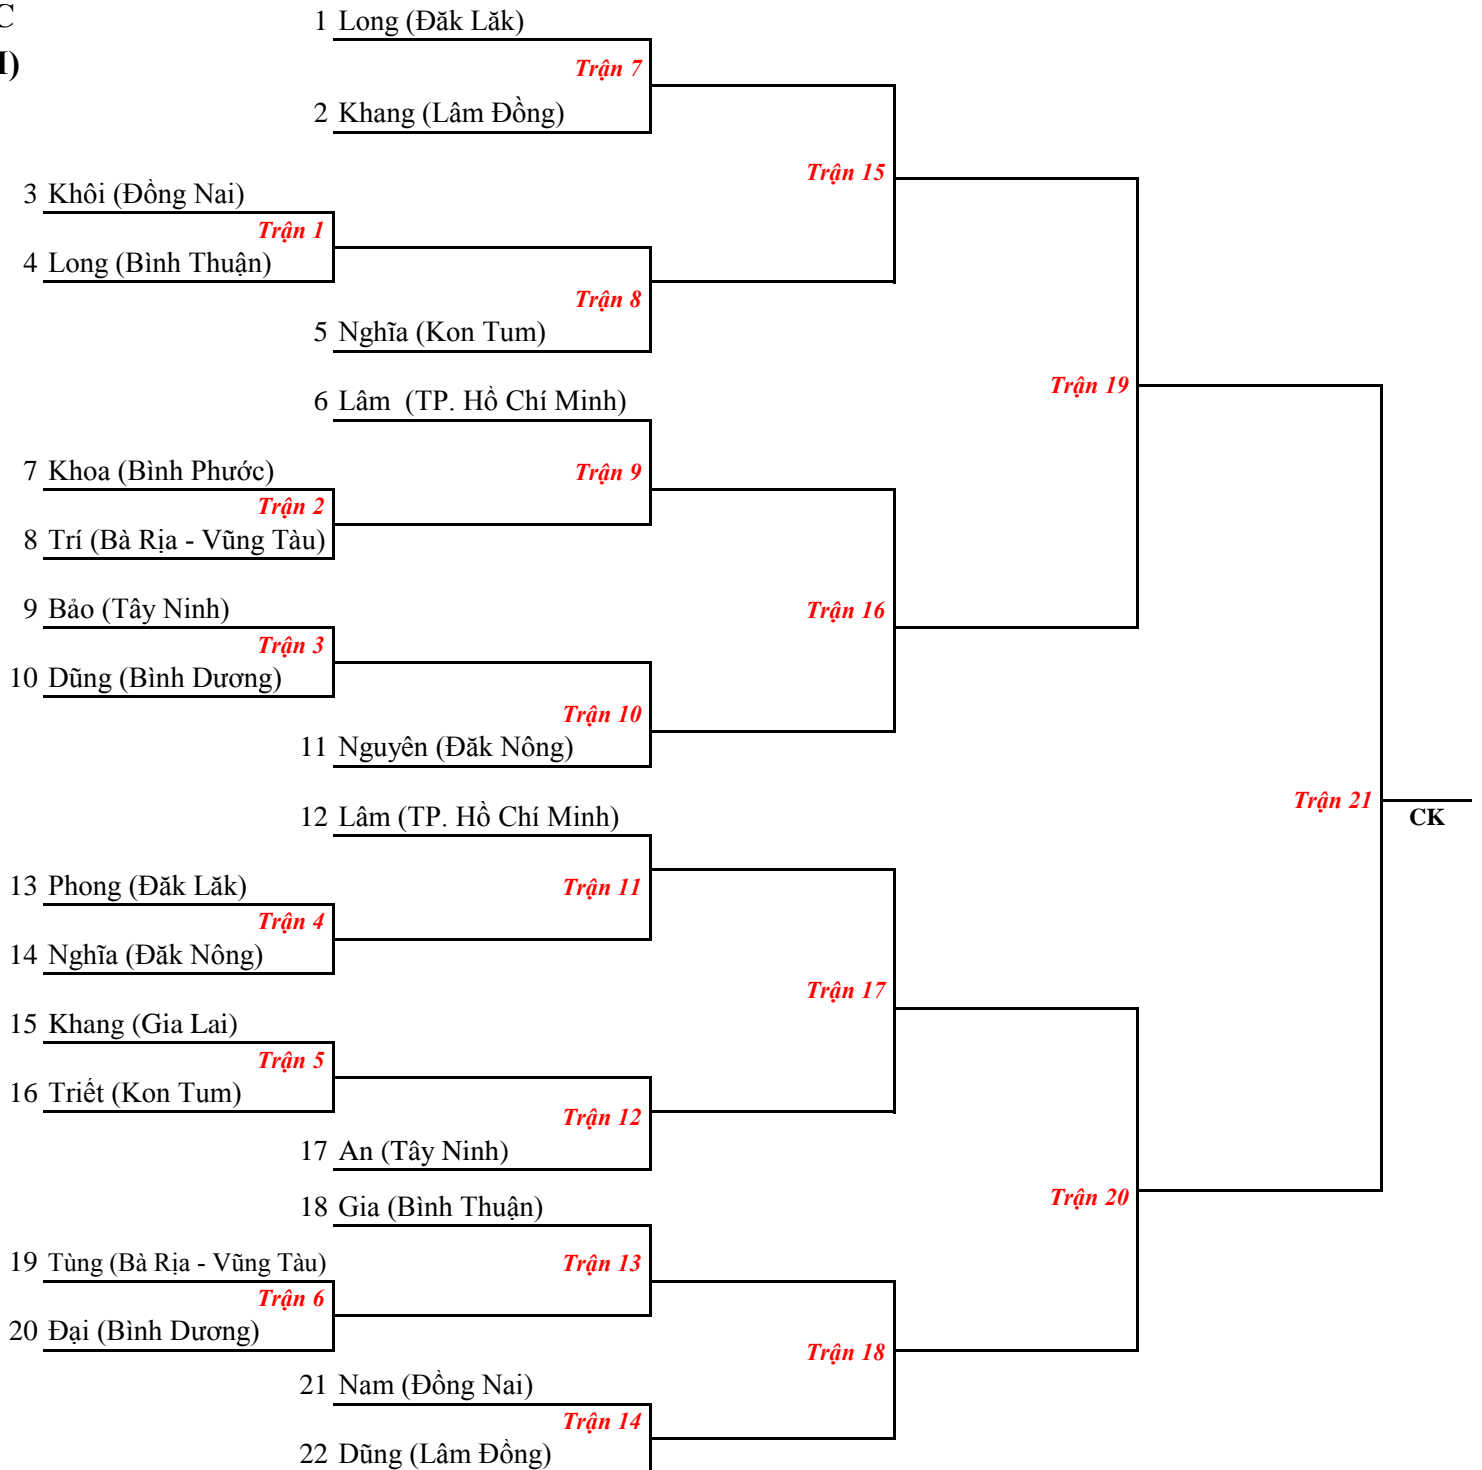 C
1 Long (Đăk Lăk)
I)
Trận 7
2 Khang (Lâm Đồng)
Trận 15
3 Khôi (Đồng Nai)
Trận 1
4 Long (Bình Thuận)
Trận 8
5 Nghĩa (Kon Tum)
Trận 19
6 Lâm (TP. Hồ Chí Minh)
7 Khoa (Bình Phước)
Trận 9
Trận 2
8 Trí (Bà Rịa - Vũng Tàu)
9 Bảo (Tây Ninh)
Trận 16
Trận 3
10 Dũng (Bình Dương)
Trận 10
11 Nguyên (Đăk Nông)
Trận 21
12 Lâm (TP. Hồ Chí Minh)
CK
13 Phong (Đăk Lăk)
Trận 11
Trận 4
14 Nghĩa (Đăk Nông)
Trận 17
15 Khang (Gia Lai)
Trận 5
16 Triết (Kon Tum)
Trận 12
17 An (Tây Ninh)
Trận 20
18 Gia (Bình Thuận)
19 Tùng (Bà Rịa - Vũng Tàu)
Trận 13
Trận 6
20 Đại (Bình Dương)
Trận 18
21 Nam (Đồng Nai)
Trận 14
22 Dũng (Lâm Đồng)